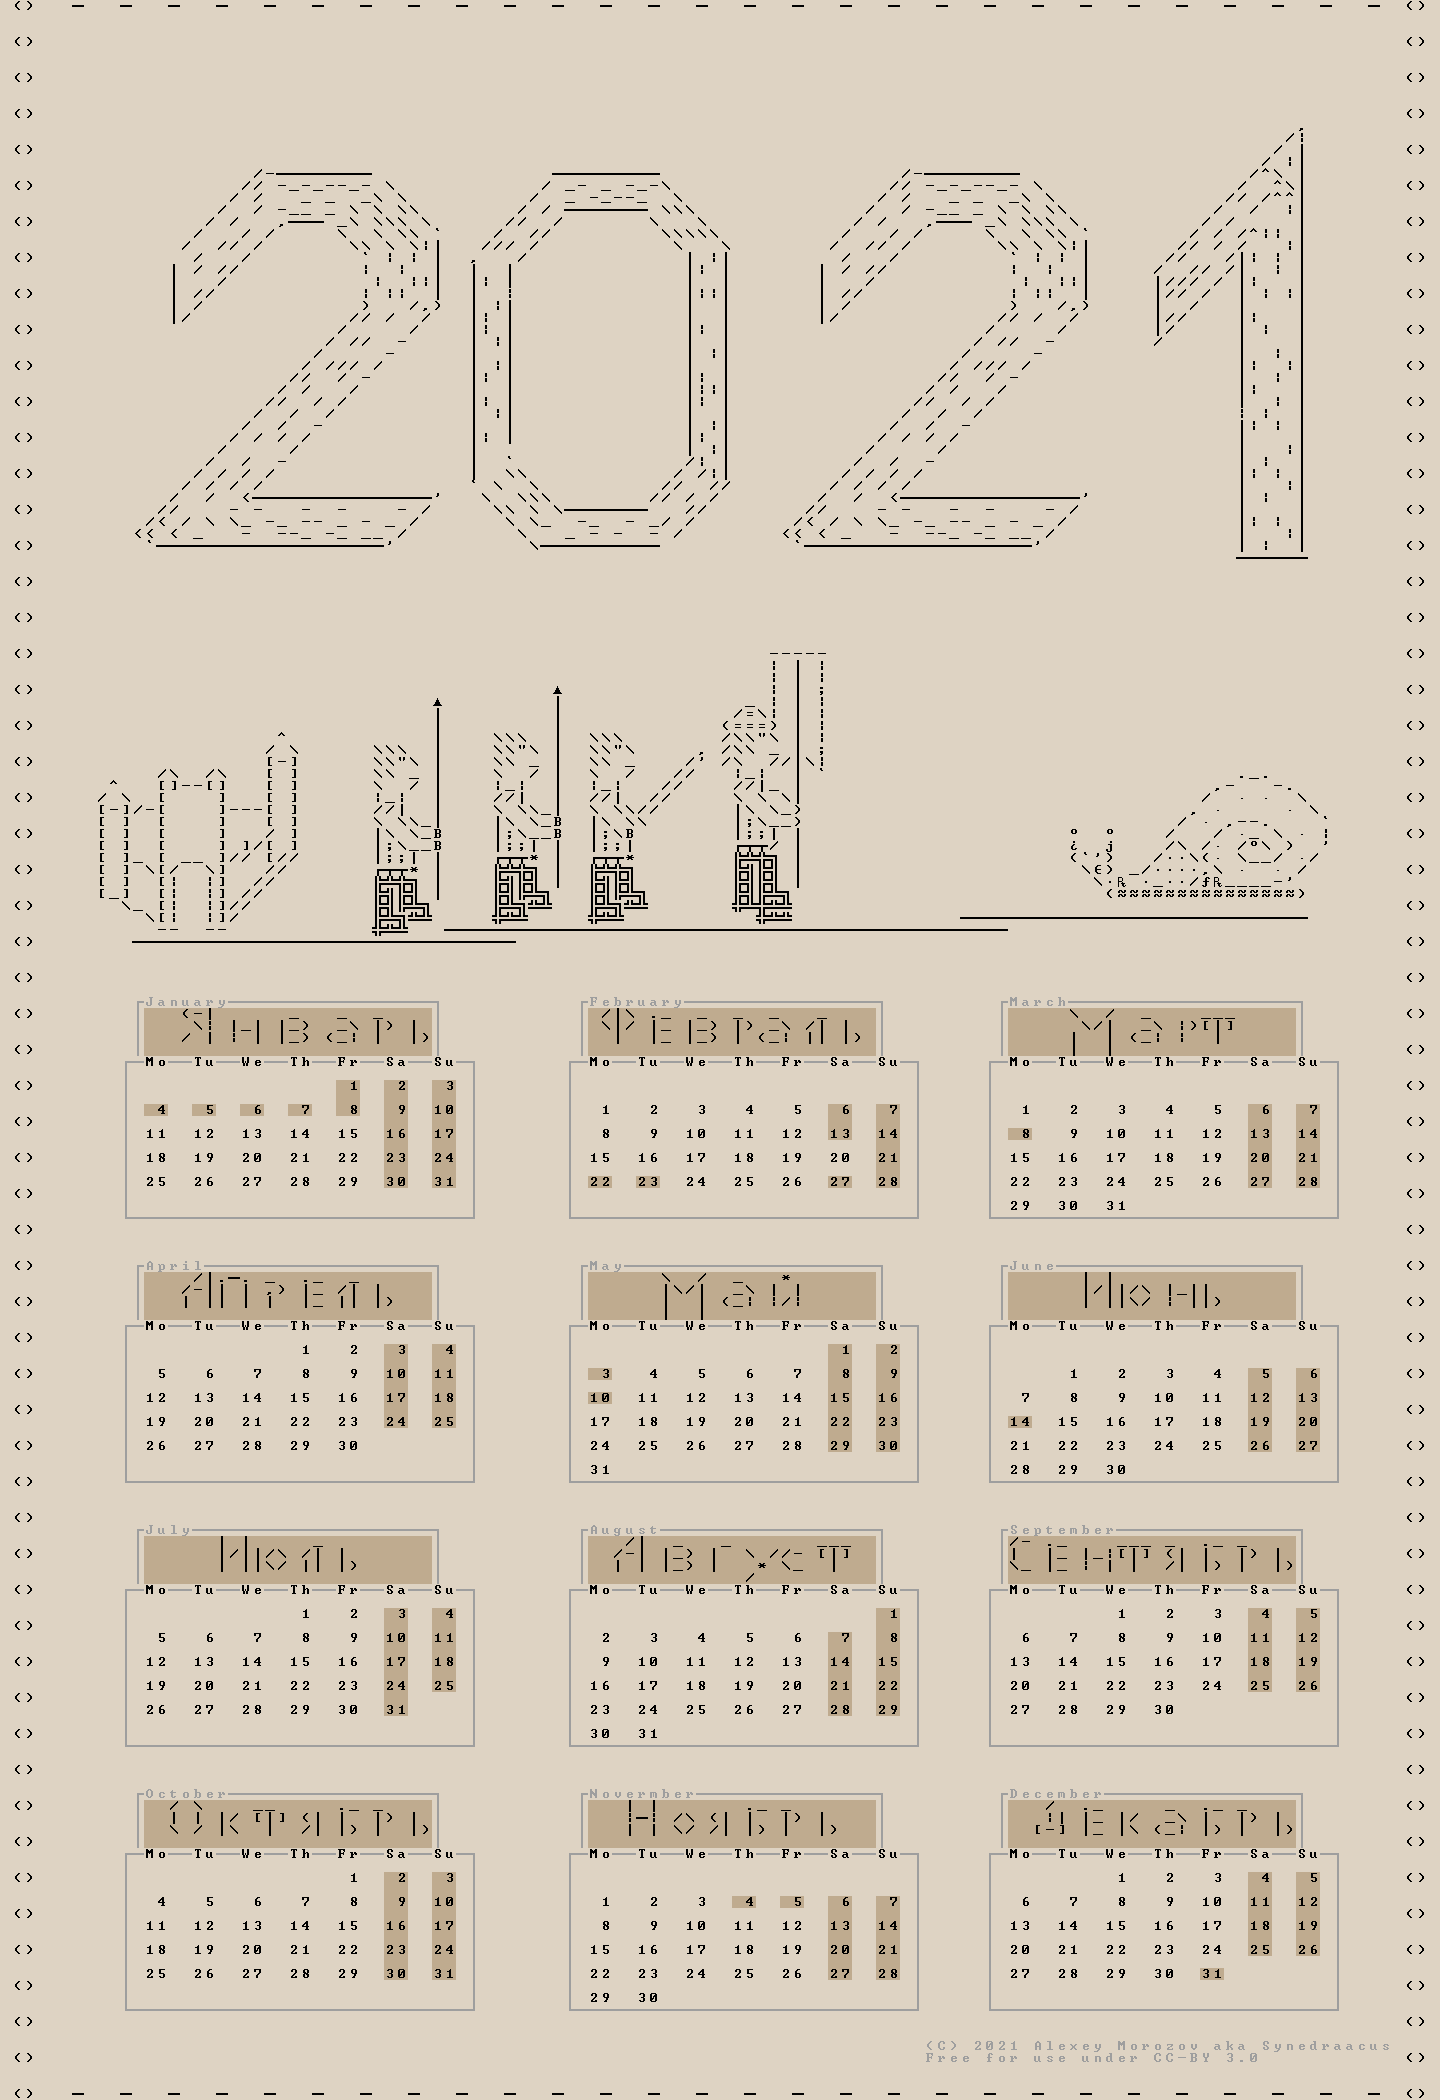 2021
January
ЯНВАРЬ
Mo Tu We Th Fr Sa Su
1 2 3
4 5 6 7 8 9 10
11 12 13 14 15 16 17
18 19 20 21 22 23 24
25 26 27 28 29 30 31
February
ФЕВРАЛЬ
Mo Tu We Th Fr Sa Su
1 2 3 4 5 6 7
8 9 10 11 12 13 14
15 16 17 18 19 20 21
22 23 24 25 26 27 28
March
МАРТ
Mo Tu We Th Fr Sa Su
1 2 3 4 5 6 7
8 9 10 11 12 13 14
15 16 17 18 19 20 21
22 23 24 25 26 27 28
29 30 31
April
АПРЕЛЬ
Mo Tu We Th Fr Sa Su
1 2 3 4
5 6 7 8 9 10 11
12 13 14 15 16 17 18
19 20 21 22 23 24 25
26 27 28 29 30
May
МАЙ
Mo Tu We Th Fr Sa Su
1 2
3 4 5 6 7 8 9
10 11 12 13 14 15 16
17 18 19 20 21 22 23
24 25 26 27 28 29 30
31
June
ИЮНЬ
Mo Tu We Th Fr Sa Su
1 2 3 4 5 6
7 8 9 10 11 12 13
14 15 16 17 18 19 20
21 22 23 24 25 26 27
28 29 30
July
ИЮЛЬ
Mo Tu We Th Fr Sa Su
1 2 3 4
5 6 7 8 9 10 11
12 13 14 15 16 17 18
19 20 21 22 23 24 25
26 27 28 29 30 31
August
АВГУСТ
Mo Tu We Th Fr Sa Su
1
2 3 4 5 6 7 8
9 10 11 12 13 14 15
16 17 18 19 20 21 22
23 24 25 26 27 28 29
30 31
September
СЕНТЯБРЬ
Mo Tu We Th Fr Sa Su
1 2 3 4 5
6 7 8 9 10 11 12
13 14 15 16 17 18 19
20 21 22 23 24 25 26
27 28 29 30
October
ОКТЯБРЬ
Mo Tu We Th Fr Sa Su
1 2 3
4 5 6 7 8 9 10
11 12 13 14 15 16 17
18 19 20 21 22 23 24
25 26 27 28 29 30 31
Novermber
НОЯБРЬ
Mo Tu We Th Fr Sa Su
1 2 3 4 5 6 7
8 9 10 11 12 13 14
15 16 17 18 19 20 21
22 23 24 25 26 27 28
29 30
December
ДЕКАБРЬ
Mo Tu We Th Fr Sa Su
1 2 3 4 5
6 7 8 9 10 11 12
13 14 15 16 17 18 19
20 21 22 23 24 25 26
27 28 29 30 31
(C) 2021 Alexey Morozov aka Synedraacus
Free for use under CC-BY 3.0